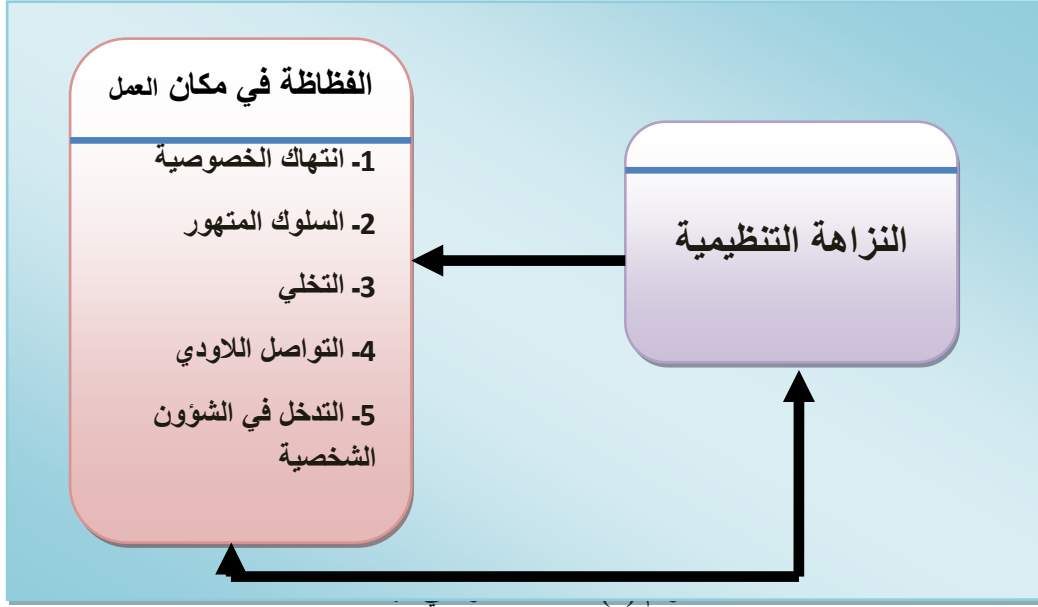 الفظاظة في مكان العمل
1- انتهاك الخصوصية
2- السلوك المتهور
3- التخلي
4- التواصل اللاودي
5- التدخل في الشؤون
الشخصية
النزاهة التنظيمية